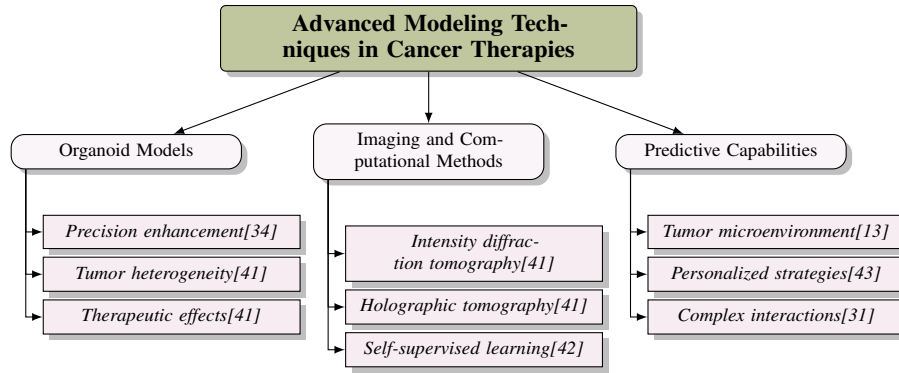 Advanced Modeling Tech-
niques in Cancer Therapies
Organoid Models
Precision enhancement[34]
Tumor heterogeneity[41]
Therapeutic effects[41]
Imaging and Com-
putational Methods
Intensity diffrac-
tion tomography[41]
Holographic tomography[41]
Self-supervised learning[42]
Predictive Capabilities
Tumor microenvironment[13]
Personalized strategies[43]
Complex interactions[31]